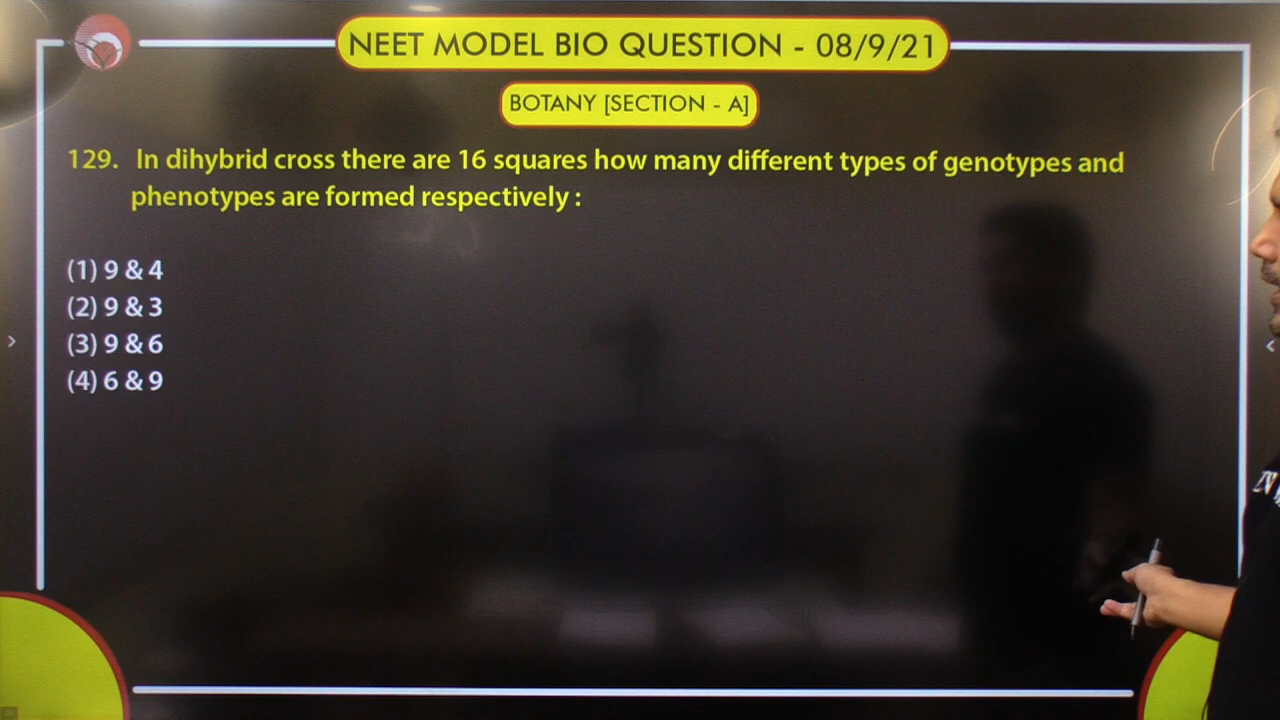 NEET MODEL BIO QUESTION - 08/9/21
BOTANY [SECTION - A]
129. In dihybrid cross there are 16 squares how many different types of genotypes and
phenotypes are formed respectively :
(1) 9 & 4
(2) 9 & 3
(3) 9 & 6
(4) 6 & 9